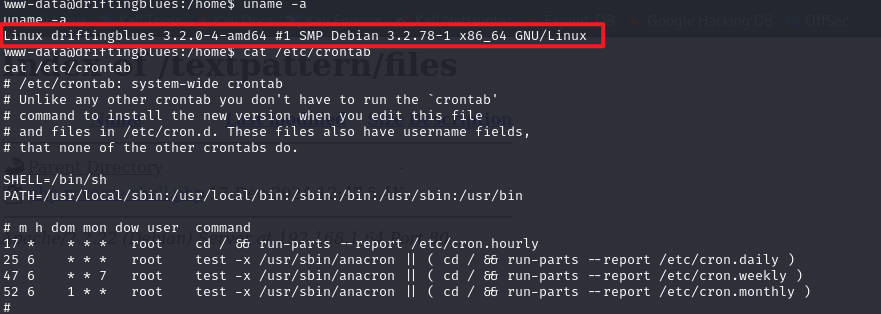 www-data@driftingblues:/home$ uname -a
uname -a
Linux driftingblues 3.2.0-4-amd64 #1 SMP Debian 3.2.78-1 x86_64 GNU/Linux
www-data@driftingblues:/home$ cat /etc/crontab
cat /etc/crontab
Index of /textpattern/files
# /etc/crontab: system-wide crontab
# Unlike any other crontab you don't have to run the `crontab'
# command to install the new version when you edit this file
# and files in /etc/cron.d. These files also have username fields,
# that none of the other crontabs do.
Parent Directory -
SHELL=/bin/sh
PATH=/usr/local/sbin:/usr/local/bin:/sbin:/bin:/usr/sbin:/usr/bin
# m h dom mon dow user  command
17 *    * * *   root    cd / && run-parts --report /etc/cron.hourly
25 6    * * *   root    test -x /usr/sbin/anacron || ( cd / && run-parts --report /etc/cron.daily )
47 6    * * 7   root    test -x /usr/sbin/anacron || ( cd / && run-parts --report /etc/cron.weekly )
52 6    1 * *   root    test -x /usr/sbin/anacron || ( cd / && run-parts --report /etc/cron.monthly )
#